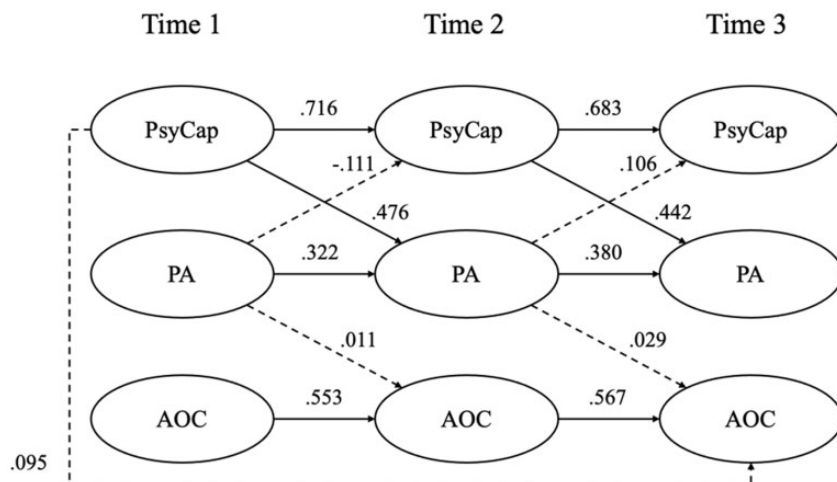 Time 1 Time 2 Time 3
.716 .683
PsyCap PsyCap PsyCap
-.111 .106
.476 .442
.322 .380
PA PA PA
.011 .029
.553 .567
AOC AOC AOC
.095